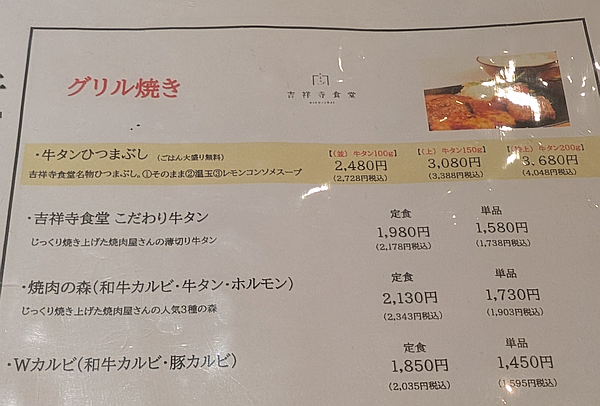 グリル焼き
吉祥寺食堂
・牛タンひつまぶし (ごはん大盛り無料) 【(並) 牛タン100g】 【(上) 牛タン150g】 【(特上) 牛タン200g】
2,480円 3,080円 3,680円
吉祥寺食堂名物ひつまぶし。①そのまま②温玉③レモンコンソメスープ (2,728円税込) (3,388円税込) (4,048円税込)
・吉祥寺食堂 こだわり牛タン 定食 単品
1,980円 1,580円
じっくり焼き上げた焼肉屋さんの薄切り牛タン (2,178円税込) (1,738円税込)
・焼肉の森(和牛カルビ・牛タン・ホルモン) 定食 単品
2,130円 1,730円
じっくり焼き上げた焼肉屋さんの人気3種の森 (2,343円税込) (1,903円税込)
・Wカルビ(和牛カルビ・豚カルビ) 定食 単品
1,850円 1,450円
(2,035円税込) (1,595円税込)